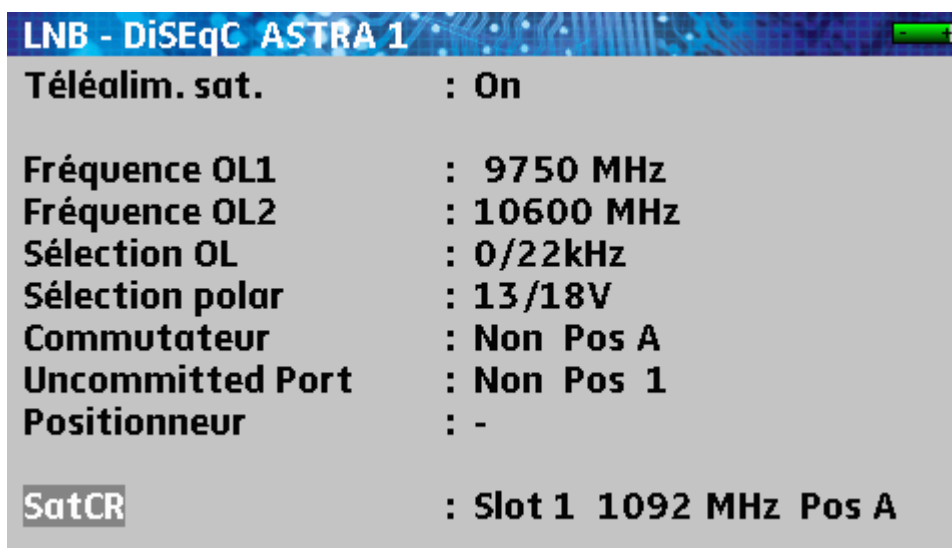 LNB - DiSEqC ASTRA 1
Téléalim. sat. : On
Fréquence OL1 : 9750 MHz
Fréquence OL2 : 10600 MHz
Sélection OL : 0/22kHz
Sélection polar : 13/18V
Commutateur : Non Pos A
Uncommitted Port : Non Pos 1
Positionneur : -
SatCR : Slot 1 1092 MHz Pos A